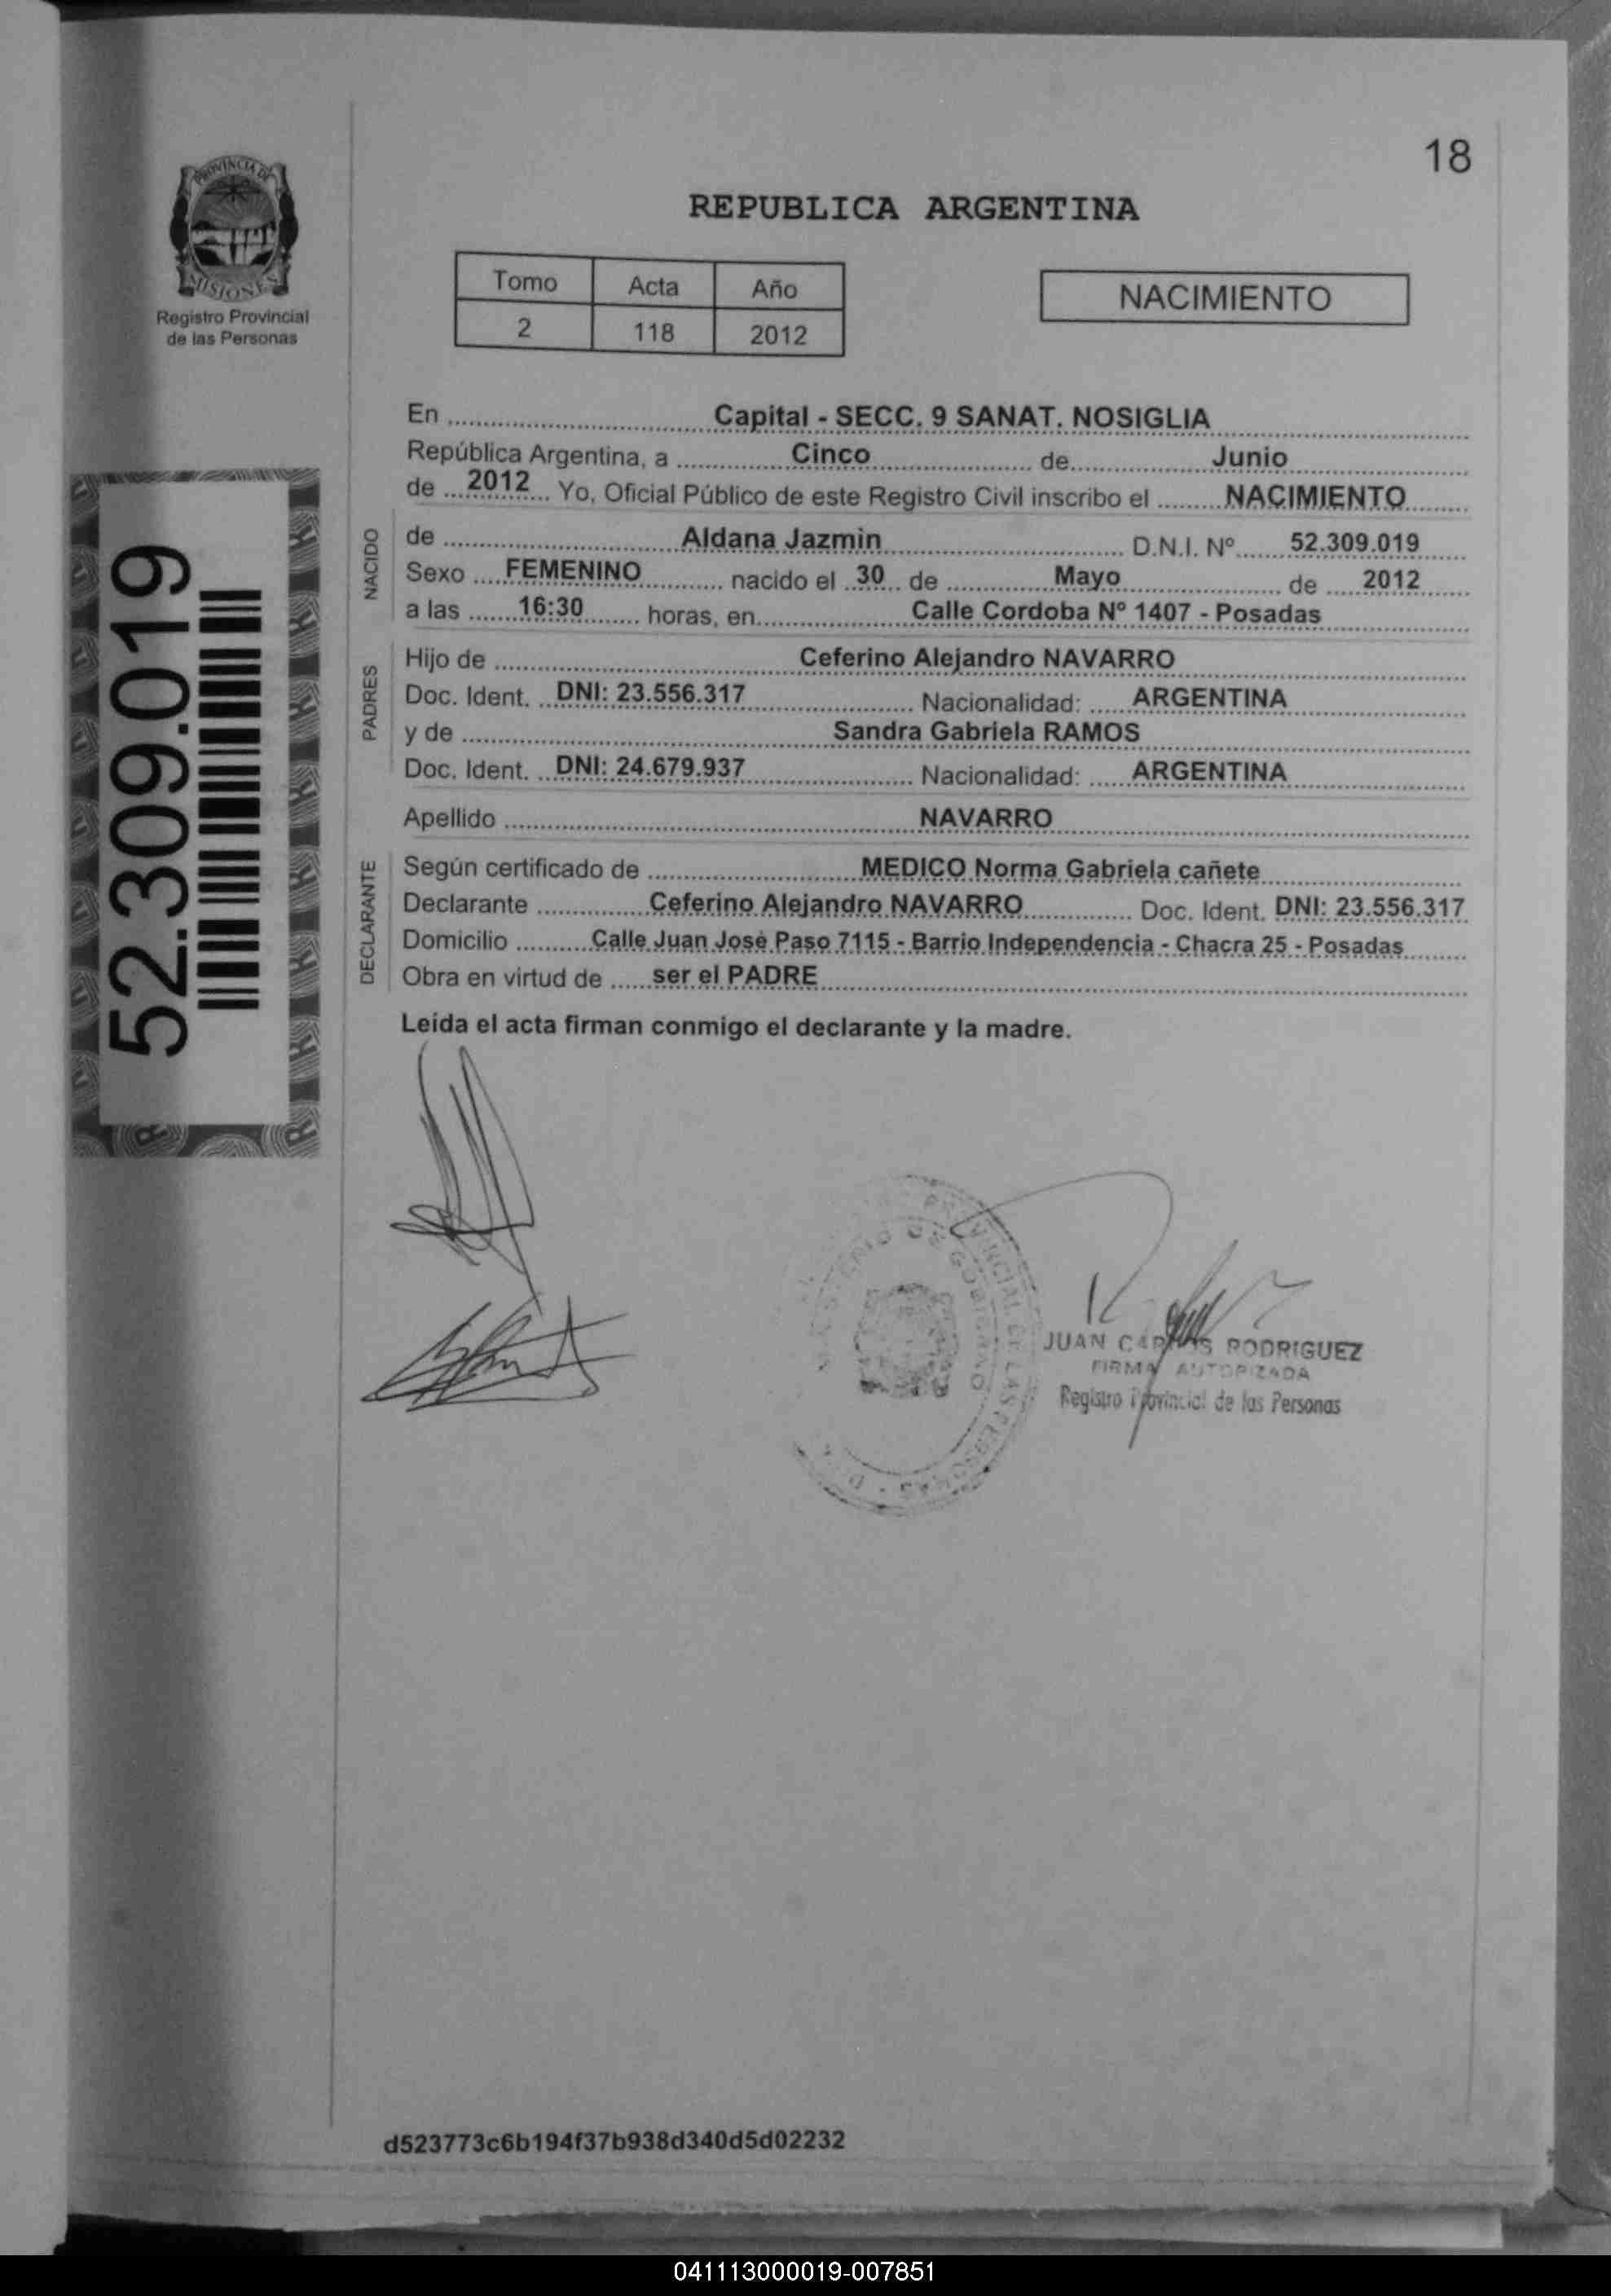 18
PROVINCIA DE
MISIONES
Registro Provincial
de las Personas
REPUBLICA ARGENTINA
Tomo Acta Año
2 118 2012
NACIMIENTO
En Capital - SECC. 9 SANAT. NOSIGLIA
República Argentina, a Cinco de Junio
de 2012 Yo, Oficial Público de este Registro Civil inscribo el NACIMIENTO
NACIDO
de Aldana Jazmin D.N.I. Nº 52.309.019
Sexo FEMENINO nacido el 30 de Mayo de 2012
a las 16:30 horas, en Calle Cordoba Nº 1407 - Posadas
PADRES
Hijo de Ceferino Alejandro NAVARRO
Doc. Ident. DNI: 23.556.317 Nacionalidad: ARGENTINA
y de Sandra Gabriela RAMOS
Doc. Ident. DNI: 24.679.937 Nacionalidad: ARGENTINA
Apellido NAVARRO
DECLARANTE
Según certificado de MEDICO Norma Gabriela cañete
Declarante Ceferino Alejandro NAVARRO Doc. Ident. DNI: 23.556.317
Domicilio Calle Juan Josè Paso 7115 - Barrio Independencia - Chacra 25 - Posadas
Obra en virtud de ser el PADRE
Leida el acta firman conmigo el declarante y la madre.
52.309.019
JUAN CARLOS RODRIGUEZ
FIRMA AUTORIZADA
Registro Provincial de las Personas
d523773c6b194f37b938d340d5d02232
041113000019-007851